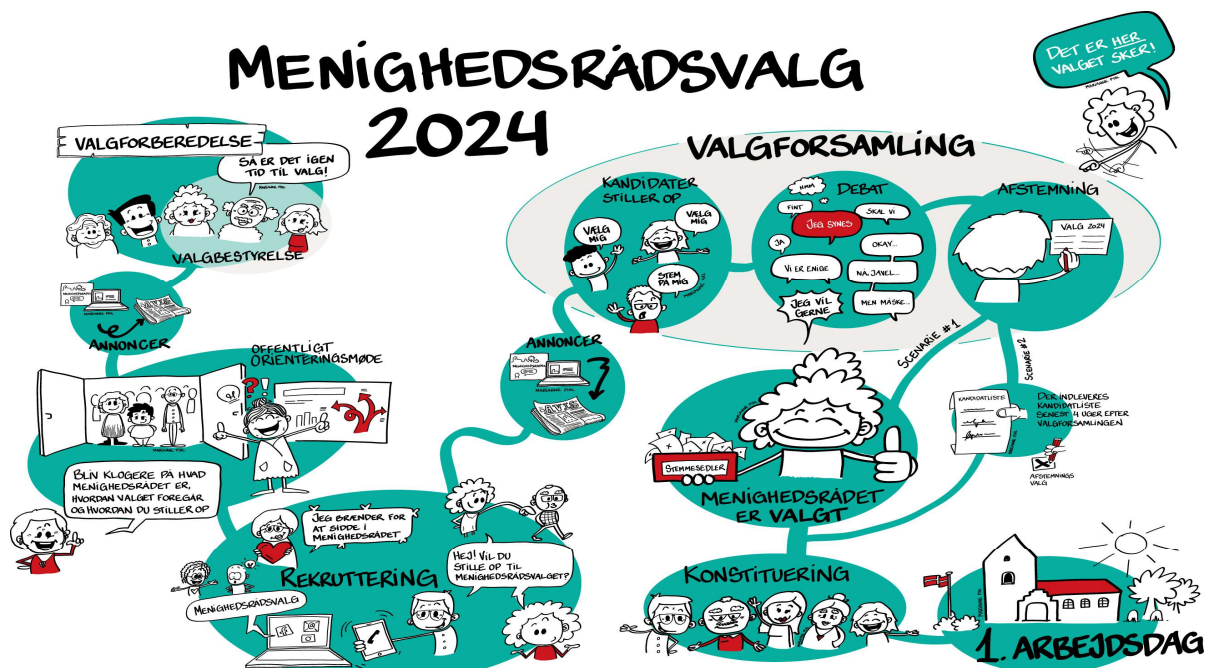 MENIGHEDSRÅDSVALG
2024
DET ER HER
VALGET SKER!
VALGFORBEREDELSE
SÅ ER DET IGEN
TID TIL VALG!
VALGBESTYRELSE
ANNONCER
OFFENTLIGT
ORIENTERINGSMØDE
BLIV KLOGERE PÅ HVAD
MENIGHEDSRÅDET ER,
HVORDAN VALGET FOREGÅR
OG HVORDAN DU STILLER OP
JEG BRÆNDER FOR
AT SIDDE I
MENIGHEDSRÅDET
REKRUTTERING
MENIGHEDSRÅDSVALG
HEJ! VIL DU
STILLE OP TIL
MENIGHEDSRÅDSVALGET?
ANNONCER
VALGFORSAMLING
KANDIDATER
STILLER OP
VÆLG
MIG
VÆLG
MIG
STEM
PÅ MIG
DEBAT
HMM
FINT
JEG SYNES
SKAL VI
JA
OKAY...
VI ER ENIGE
NÅ, JAVEL...
JEG VIL
GERNE
MEN MÅSKE...
AFSTEMNING
VALG 2024
SCENARIE #1
SCENARIE #2
STEMMESEDLER
MENIGHEDSRÅDET
ER VALGT
KANDIDATLISTE
DER INDLEVERES
KANDIDATLISTE
SENEST 4 UGER EFTER
VALGFORSAMLINGEN
AFSTEMNINGS
VALG
KONSTITUERING
1. ARBEJDSDAG